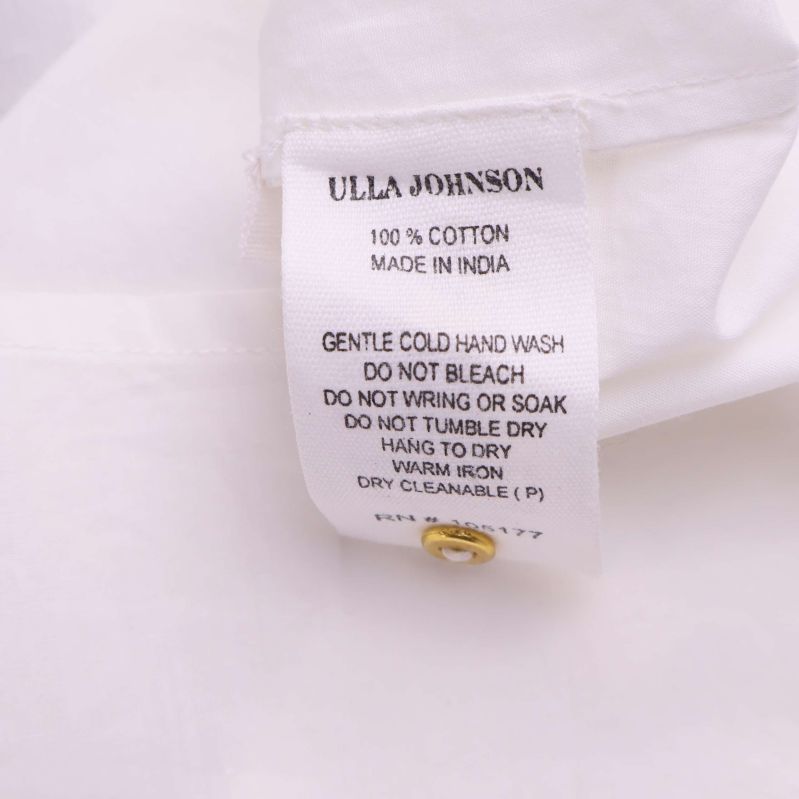 ULLA JOHNSON
100 % COTTON
MADE IN INDIA
GENTLE COLD HAND WASH
DO NOT BLEACH
DO NOT WRING OR SOAK
DO NOT TUMBLE DRY
HANG TO DRY
WARM IRON
DRY CLEANABLE ( P)
RN # 105177